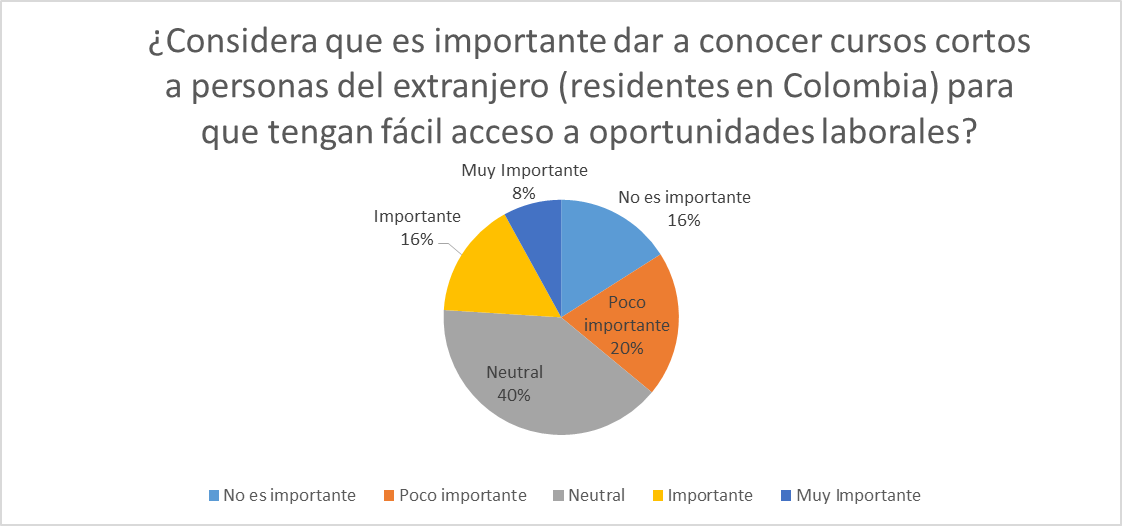 ¿Considera que es importante dar a conocer cursos cortos
a personas del extranjero (residentes en Colombia) para
que tengan fácil acceso a oportunidades laborales?
Muy Importante
8%
No es importante
16%
Importante
16%
Poco
importante
20%
Neutral
40%
No es importante
Poco importante
Neutral
Importante
Muy Importante